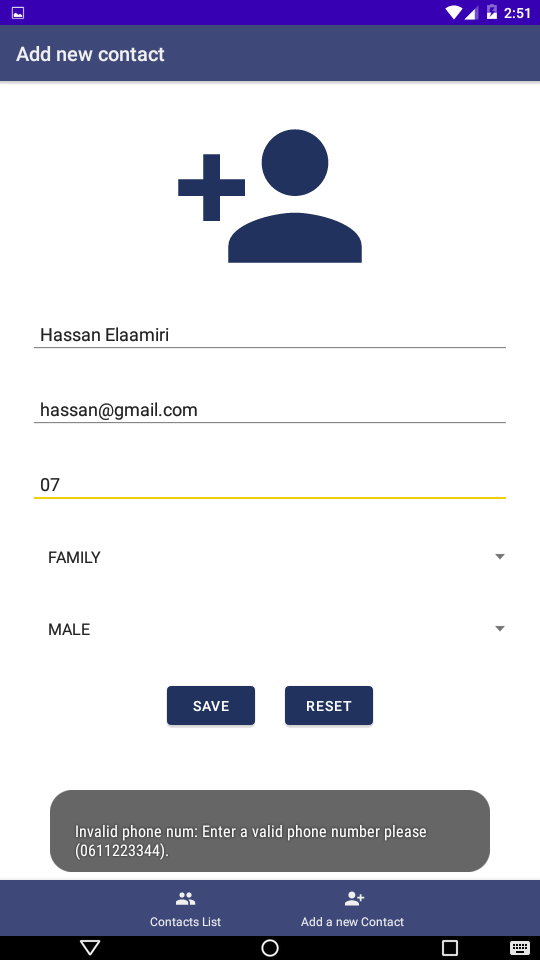 2:51
Add new contact
Hassan Elaamiri
hassan@gmail.com
07
FAMILY
MALE
SAVE RESET
Invalid phone num: Enter a valid phone number please
(0611223344).
Contacts List Add a new Contact